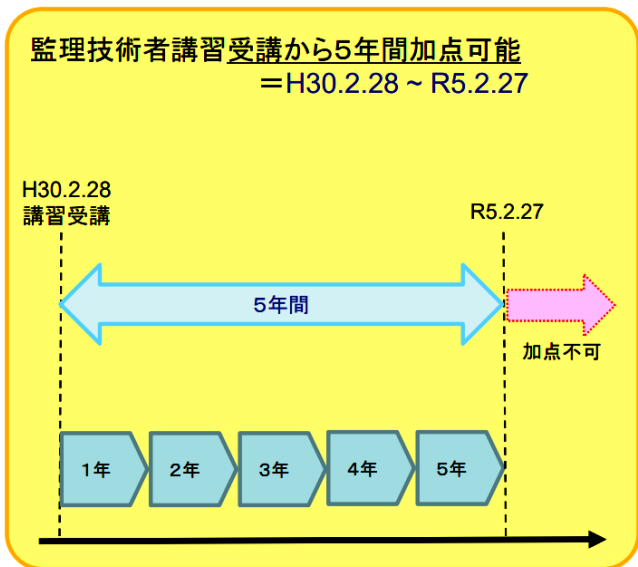 監理技術者講習受講から5年間加点可能
＝H30.2.28 ~ R5.2.27
H30.2.28
講習受講
R5.2.27
5年間
加点不可
1年
2年
3年
4年
5年